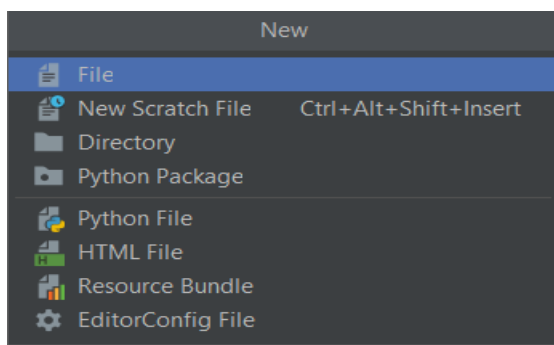 New
File
New Scratch File Ctrl+Alt+Shift+Insert
Directory
Python Package
Python File
H
HTML File
Resource Bundle
EditorConfig File